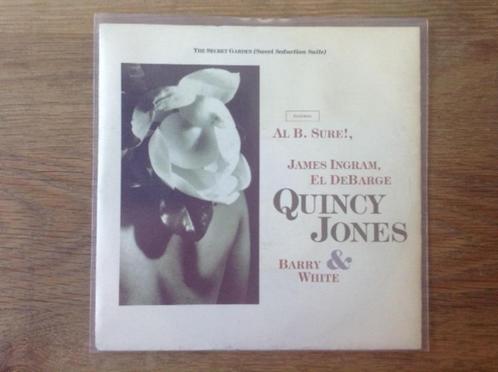 THE SECRET GARDEN (Sweet Seduction Suite)
AL B. SURE!,
JAMES INGRAM,
EL DEBARGE
QUINCY
JONES
BARRY &
WHITE